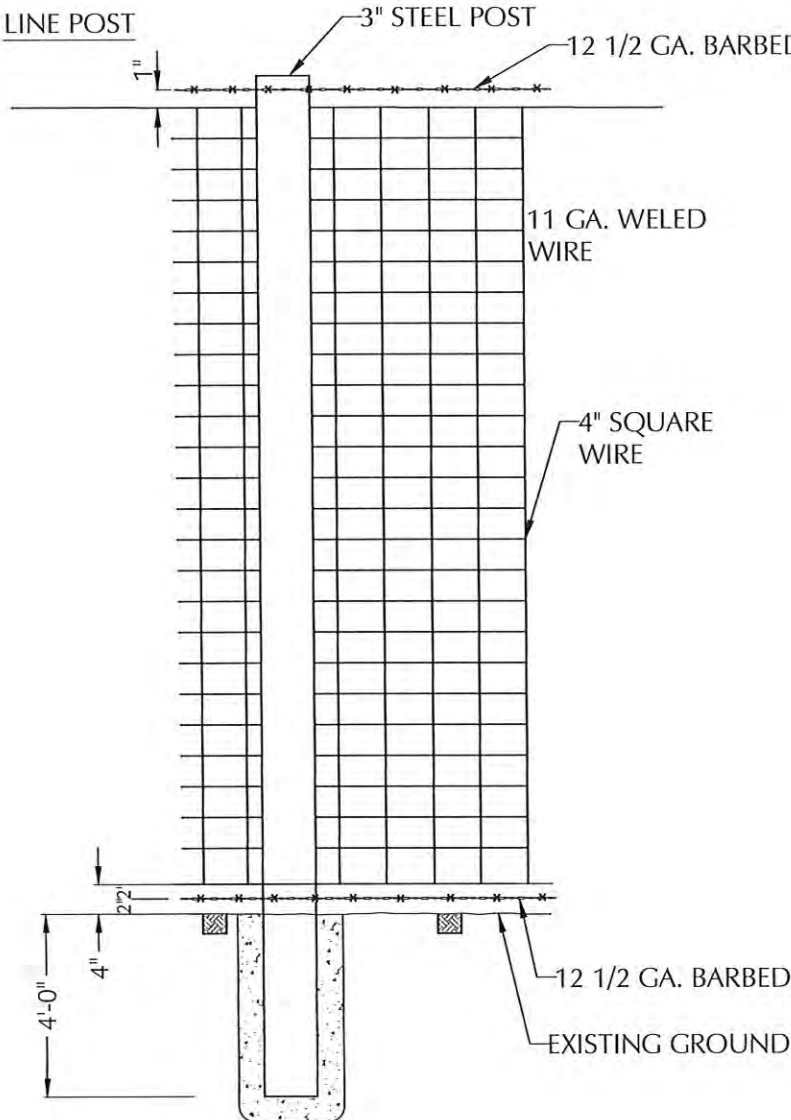 LINE POST
3" STEEL POST
12 1/2 GA. BARBED
1"
11 GA. WELED
WIRE
4" SQUARE
WIRE
2"2"
4"
4'-0"
12 1/2 GA. BARBED
EXISTING GROUND